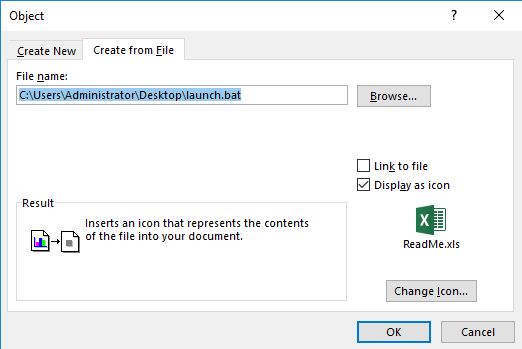 Object
Create New
Create from File
File name:
C:\Users\Administrator\Desktop\launch.bat
Browse...
Link to file
Display as icon
Result
Inserts an icon that represents the contents
of the file into your document.
ReadMe.xls
Change Icon...
OK
Cancel